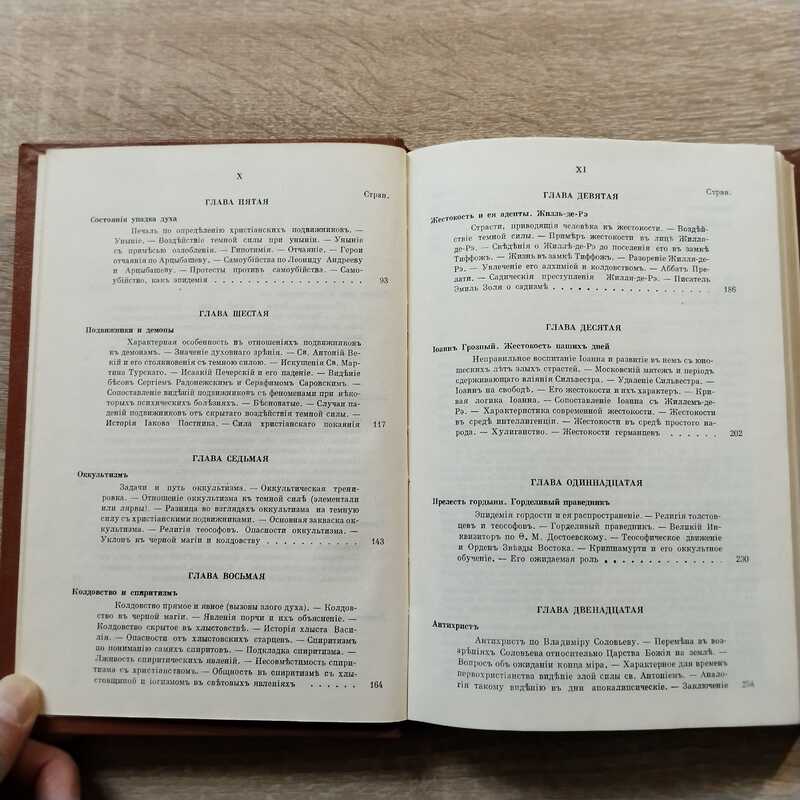 X
ГЛАВА ПЯТАЯ
Стран.
Состоянія упадка духа
Печаль по опредѣленію христіанскихъ подвижниковъ. —
Уныніе. — Воздѣйствіе темной силы при уныніи. — Уныніе
съ примѣсью озлобленія. — Гипотимія. — Отчаяніе. — Герои
отчаянія по Арцыбашеву. — Самоубійства по Леониду Андрееву
и Арцыбашеву. — Протесты противъ самоубійства. — Само-
убійство, какъ эпидемія . . . . . . . . . . . . . . . . . . 93
ГЛАВА ШЕСТАЯ
Подвижники и демоны
Характерная особенность въ отношеніяхъ подвижниковъ
къ демонамъ. — Значеніе духовнаго зрѣнія. — Св. Антоній Ве-
кій и его столкновенія съ темною силою. — Искушенія Св. Мар-
тина Турскаго. — Исаакій Печерскій и его паденіе. — Видѣніе
бѣсовъ Сергіемъ Радонежскимъ и Серафимомъ Саровскимъ. —
Сопоставленіе видѣній подвижниковъ съ феноменами при нѣко-
торыхъ психическихъ болѣзняхъ. — Бѣсноватые. — Случаи па-
деній подвижниковъ отъ скрытаго воздѣйствія темной силы. —
Исторія Іакова Постника. — Сила христіанскаго покаянія 117
ГЛАВА СЕДЬМАЯ
Оккультизмъ
Задачи и путь оккультизма. — Оккультическая трени-
ровка. — Отношеніе оккультизма къ темной силѣ (элементали
или лярвы). — Разница во взглядахъ оккультизма на темную
силу съ христіанскими подвижниками. — Основная закваска ок-
культизма. — Религія теософовъ. Опасности оккультизма. —
Уклонъ въ черной магіи и колдовству . . . . . . . . . . . . 143
ГЛАВА ВОСЬМАЯ
Колдовство и спиритизмъ
Колдовство прямое и явное (вызовы злого духа). — Колдов-
ство въ черной магіи. — Явленія порчи и ихъ объясненіе. — Кол-
довство скрытое въ хлыстовствѣ. — Исторія хлыста Васи-
лія. — Опасности отъ хлыстовскихъ старцевъ. — Спиритизмъ
по пониманію самихъ спиритовъ. — Подкладка спиритизма. —
Лживость спиритическихъ явленій. — Несовмѣстимость спири-
тизма съ христіанствомъ. — Общность въ спиритизмѣ съ хлы-
стовщиной и іогизмомъ въ свѣтовыхъ явленіяхъ . . . . . . 164
XI
ГЛАВА ДЕВЯТАЯ
Стран.
Жестокость и ея адепты. Жилль-де-Рэ
Страсти, приводящія человѣка къ жестокости. — Воздѣй-
ствіе темной силы. — Примѣръ жестокости въ лицѣ Жилля-
де-Рэ. — Свѣдѣнія о Жиллѣ-де-Рэ до поселенія его въ замкѣ
Тиффожъ. — Жизнь въ замкѣ Тиффожъ. — Разореніе Жилля-де-
Рэ. — Увлеченіе его алхиміей и колдовствомъ. — Аббатъ Пре-
лати. — Садическія преступленія Жилля-де-Рэ. — Писатель
Эмиль Золя о садизмѣ . . . . . . . . . . . . . . . . . . 186
ГЛАВА ДЕСЯТАЯ
Іоаннъ Грозный. Жестокость нашихъ дней
Неправильное воспитаніе Іоанна и развитіе въ немъ съ юно-
шескихъ лѣтъ злыхъ страстей. — Московскій мятежъ и періодъ
сдерживающаго вліянія Сильвестра. — Удаленіе Сильвестра. —
Іоаннъ на свободѣ. — Его жестокости и ихъ характеръ. — Кри-
вая логика Іоанна. — Сопоставленіе Іоанна съ Жиллемъ-де-
Рэ. — Характеристика современной жестокости. — Жестокости
въ средѣ интеллигенціи. — Жестокости въ средѣ простого на-
рода. — Хулиганство. — Жестокости германцевъ . . . . . . 202
ГЛАВА ОДИННАДЦАТАЯ
Прелесть гордыни. Горделивый праведникъ
Эпидемія гордости и ея распространеніе. — Религія толстов-
цевъ и теософовъ. — Горделивый праведникъ. — Великій Ин-
квизиторъ по Ѳ. М. Достоевскому. — Теософическое движеніе
и Орденъ Звѣзды Востока. — Кришнамурти и его оккультное
обученіе. — Его ожидаемая роль . . . . . . . . . . . . . . 230
ГЛАВА ДВЕНАДЦАТАЯ
Антихристъ
Антихристъ по Владиміру Соловьеву. — Перемѣна въ воз-
зрѣніяхъ Соловьева относительно Царства Божія на землѣ. —
Вопросъ объ ожиданіи конца міра. — Характерное для временъ
первохристіанства видѣніе злой силы св. Антоніемъ. — Анало-
гія такому видѣнію въ дни апокалипсическіе. — Заключеніе 254